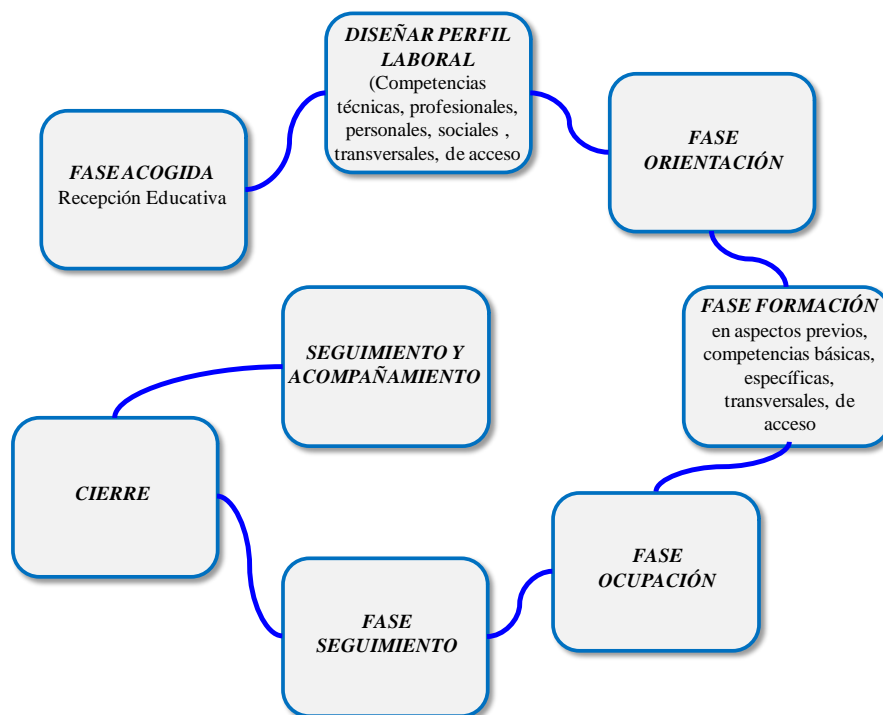 FASE ACOGIDA
Recepción Educativa
DISEÑAR PERFIL
LABORAL
(Competencias
técnicas, profesionales,
personales, sociales ,
transversales, de acceso
FASE
ORIENTACIÓN
FASE FORMACIÓN
en aspectos previos,
competencias básicas,
específicas,
transversales, de
acceso
FASE
OCUPACIÓN
FASE
SEGUIMIENTO
CIERRE
SEGUIMIENTO Y
ACOMPAÑAMIENTO